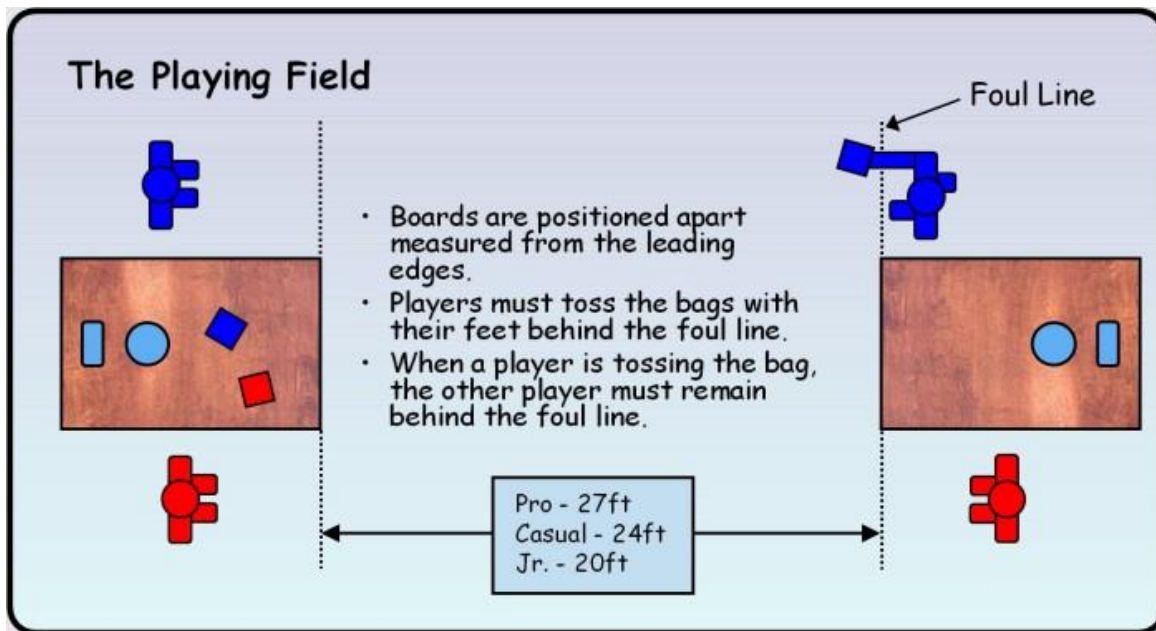 The Playing Field
Foul Line
• Boards are positioned apart
measured from the leading
edges.
• Players must toss the bags with
their feet behind the foul line.
• When a player is tossing the bag,
the other player must remain
behind the foul line.
Pro - 27ft
Casual - 24ft
Jr. - 20ft